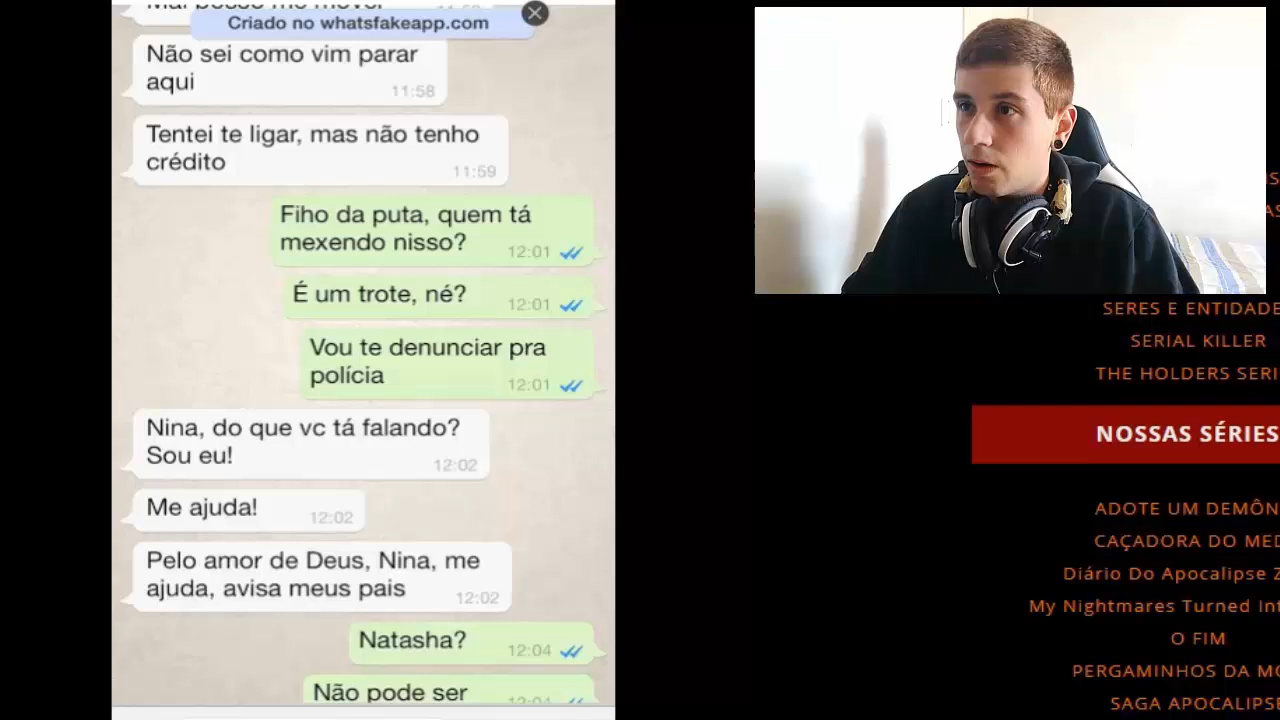 Criado no whatsfakeapp.com
Não sei como vim parar
aqui
11:58
Tentei te ligar, mas não tenho
crédito
11:59
Fiho da puta, quem tá
mexendo nisso?
12:01
É um trote, né?
12:01
Vou te denunciar pra
polícia
12:01
Nina, do que vc tá falando?
Sou eu!
12:02
Me ajuda!
12:02
Pelo amor de Deus, Nina, me
ajuda, avisa meus pais
12:02
Natasha?
12:04
Não pode ser
SERES E ENTIDADE
SERIAL KILLER
THE HOLDERS SERI
NOSSAS SÉRIES
ADOTE UM DEMÔN
CAÇADORA DO MED
Diário Do Apocalipse Z
My Nightmares Turned Int
O FIM
PERGAMINHOS DA MO
SAGA APOCALIPSE